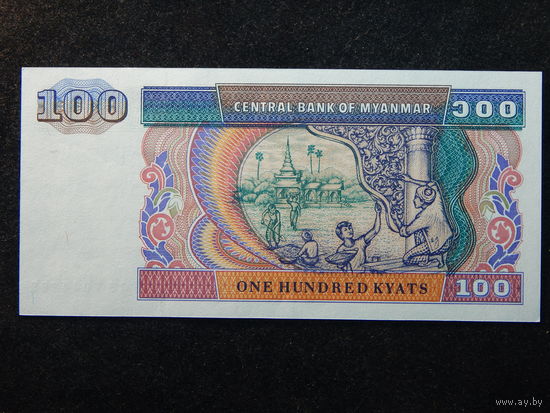 100
CENTRAL BANK OF MYANMAR
၁၀၀
ONE HUNDRED KYATS
100
www.ay.by